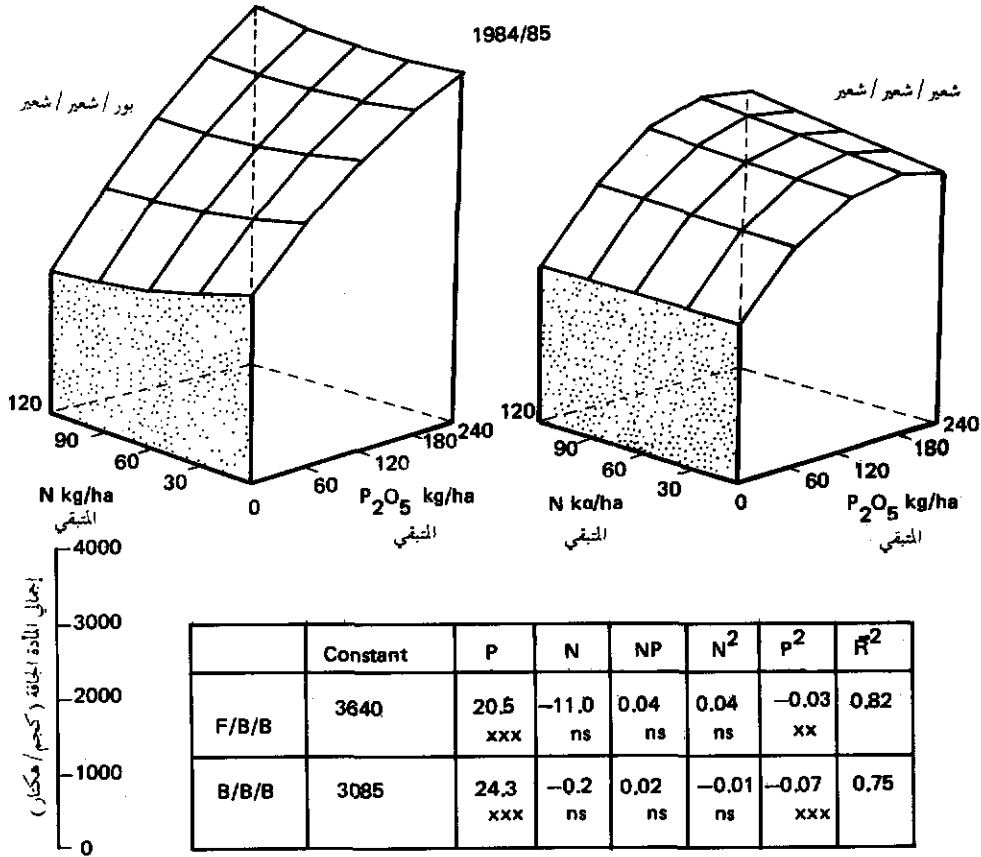 1984/85
بور / شعير / شعير
شعير / شعير / شعير
120
90
60
30
0
60
120
180
240
N kg/ha
المتبقي
P₂O₅ kg/ha
المتبقي
120
90
60
30
0
60
120
180
240
N kg/ha
المتبقي
P₂O₅ kg/ha
المتبقي
إجمالي المادة الجافة ( كجم / هكتار )
4000
3000
2000
1000
0
Constant P N NP N² P² R̄²
F/B/B 3640 20.5 −11.0 0.04 0.04 −0.03 0.82
xxx ns ns ns xx
B/B/B 3085 24.3 −0.2 0.02 −0.01 −0.07 0.75
xxx ns ns ns xxx